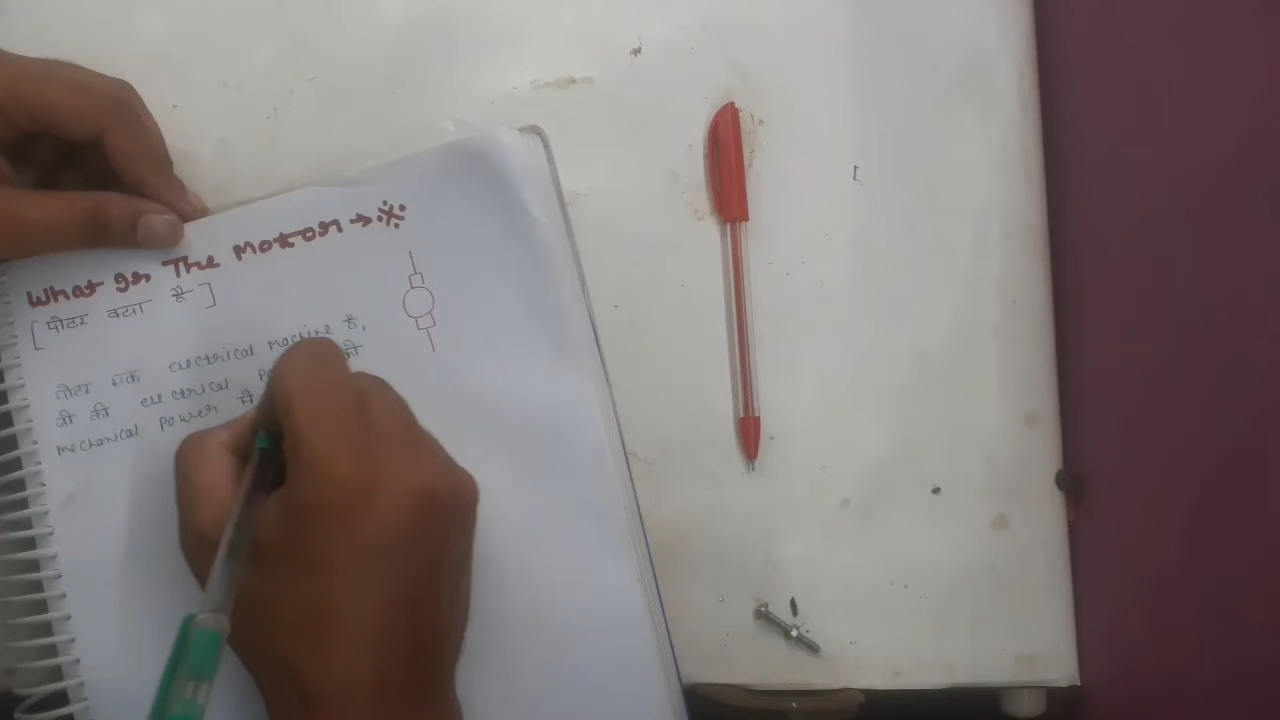 What Is The Motor → ※
[मोटर क्या है]
मोटर एक electrical machine है,
जो की electrical को
mechanical power में